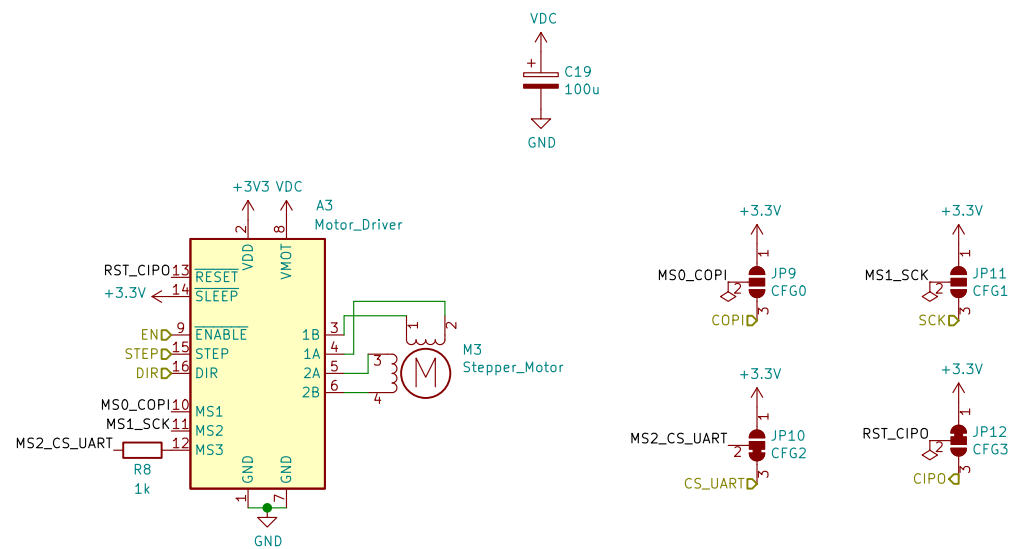 VDC
+
C19
100u
GND
+3V3 VDC
A3
Motor_Driver
2
8
VDD
VMOT
RST_CIPO
13
RESET
+3.3V
14
SLEEP
EN
9
ENABLE
STEP
15
STEP
DIR
16
DIR
MS0_COPI
10
MS1
MS1_SCK
11
MS2
MS2_CS_UART
12
MS3
R8
1k
1B
3
1A
4
2A
5
2B
6
1
2
3
4
M
M3
Stepper_Motor
GND
GND
1
7
GND
+3.3V
1
MS0_COPI
2
JP9
CFG0
3
COPI
+3.3V
1
MS1_SCK
2
JP11
CFG1
3
SCK
+3.3V
1
MS2_CS_UART
2
JP10
CFG2
3
CS_UART
+3.3V
1
RST_CIPO
2
JP12
CFG3
3
CIPO